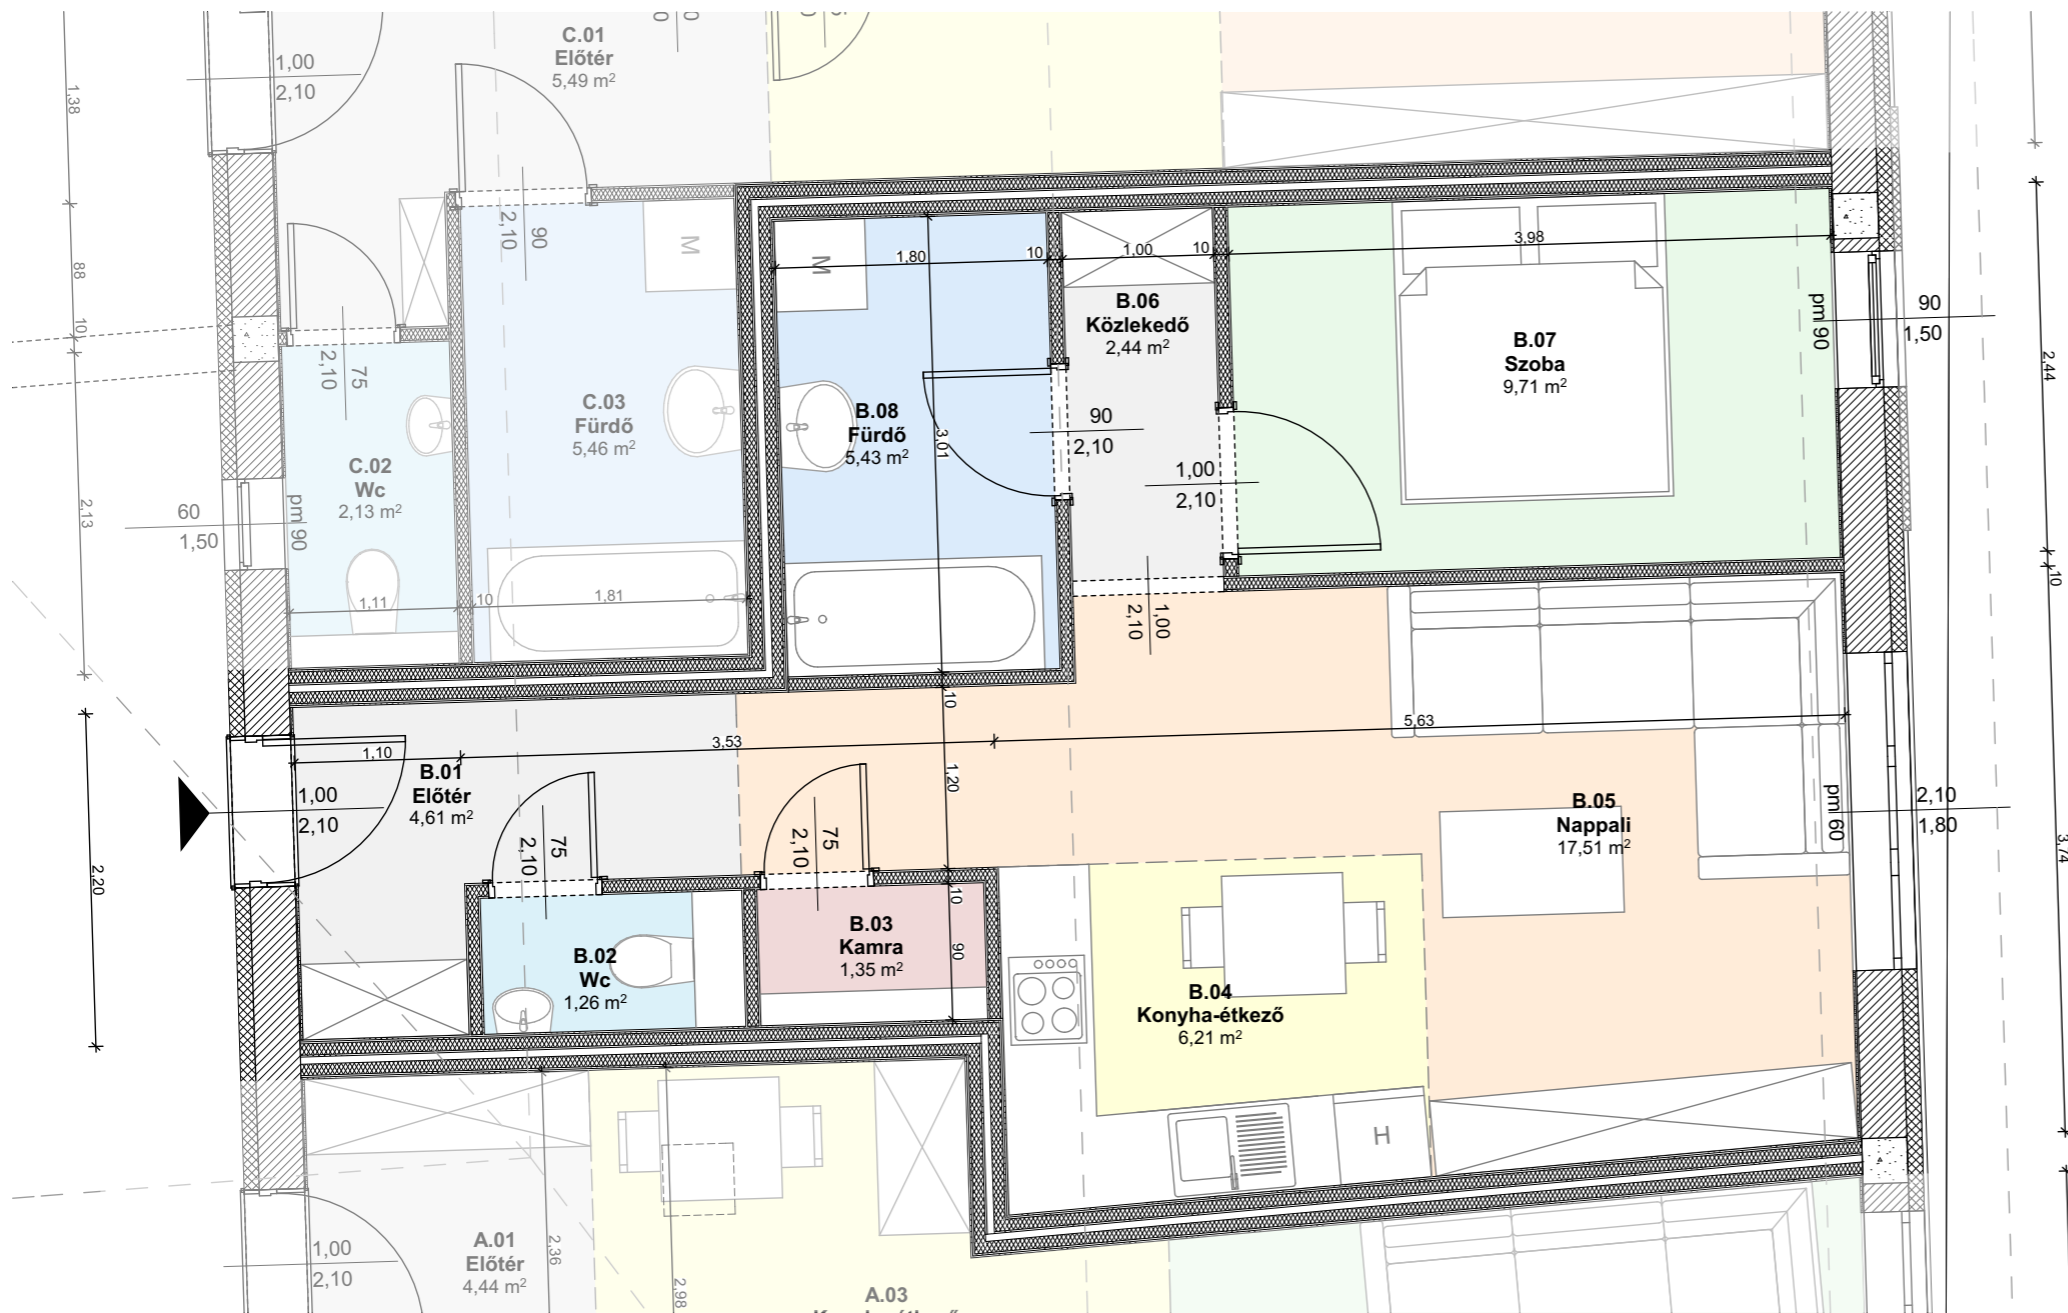 C.01
Előtér
5,49 m²
1,00
2,10
1,38
90
2,10
88
10
75
2,10
M
M
1,80
10
1,00
10
3,98
B.06
Közlekedő
2,44 m²
B.07
Szoba
9,71 m²
pm 90
90
1,50
2,44
C.03
Fürdő
5,46 m²
B.08
Fürdő
5,43 m²
3,01
90
2,10
1,00
2,10
C.02
Wc
2,13 m²
pm 90
60
1,50
2,13
1,11
10
1,81
1,00
2,10
10
10
5,63
3,53
1,10
1,20
B.01
Előtér
4,61 m²
1,00
2,10
75
2,10
75
2,10
B.05
Nappali
17,51 m²
pm 60
2,10
1,80
3,74
2,20
10
90
B.03
Kamra
1,35 m²
B.02
Wc
1,26 m²
B.04
Konyha-étkező
6,21 m²
H
A.01
Előtér
4,44 m²
1,00
2,10
2,36
2,98
A.03